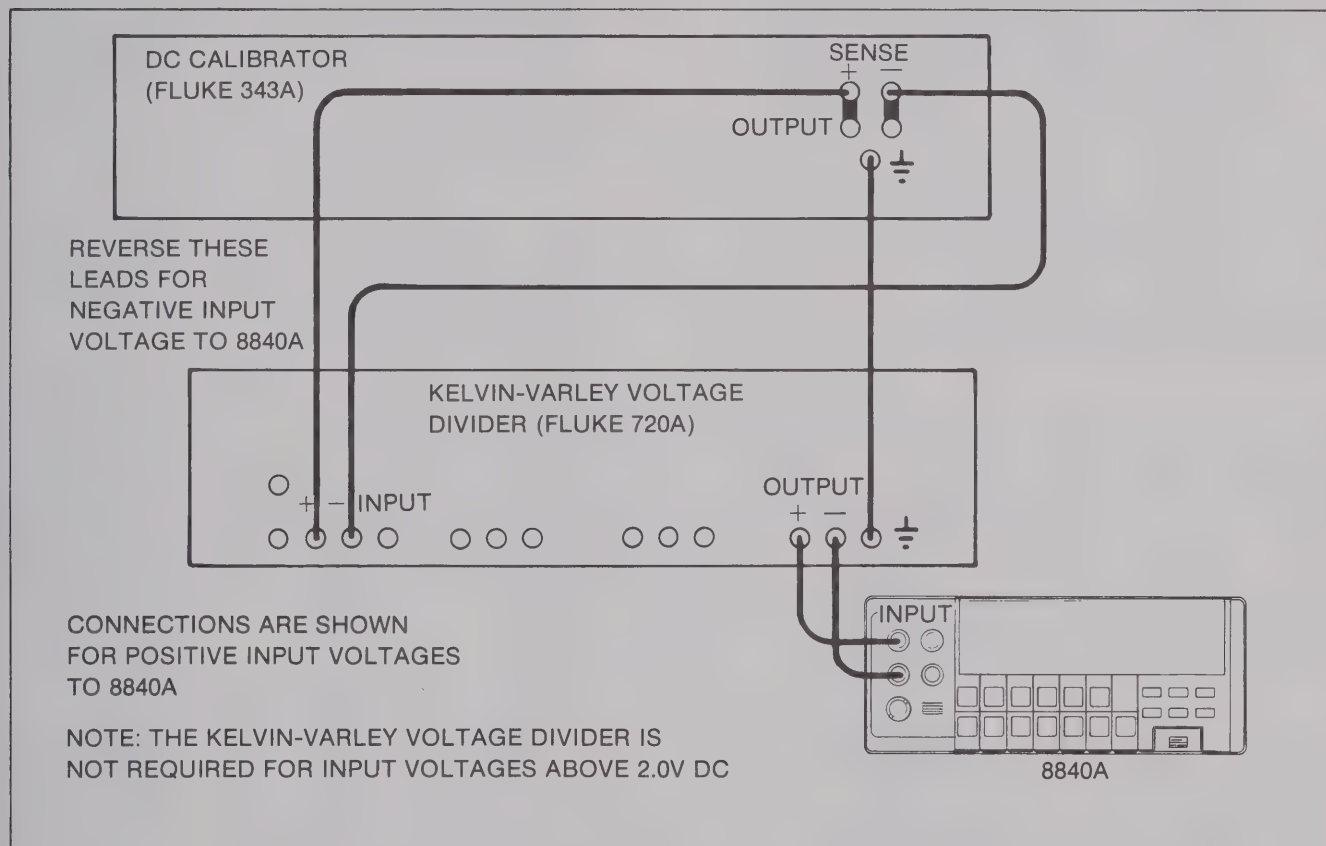 DC CALIBRATOR
(FLUKE 343A)
SENSE
+ −
OUTPUT
REVERSE THESE
LEADS FOR
NEGATIVE INPUT
VOLTAGE TO 8840A
KELVIN-VARLEY VOLTAGE
DIVIDER (FLUKE 720A)
+ − INPUT
OUTPUT
+ −
CONNECTIONS ARE SHOWN
FOR POSITIVE INPUT VOLTAGES
TO 8840A
INPUT
NOTE: THE KELVIN-VARLEY VOLTAGE DIVIDER IS
NOT REQUIRED FOR INPUT VOLTAGES ABOVE 2.0V DC
8840A